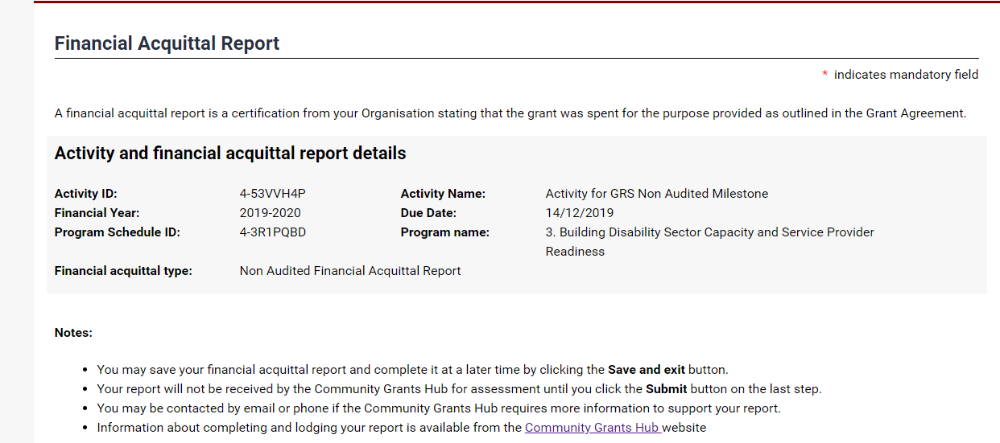 Financial Acquittal Report
* indicates mandatory field
A financial acquittal report is a certification from your Organisation stating that the grant was spent for the purpose provided as outlined in the Grant Agreement.
Activity and financial acquittal report details
Activity ID: 4-53VVH4P Activity Name: Activity for GRS Non Audited Milestone
Financial Year: 2019-2020 Due Date: 14/12/2019
Program Schedule ID: 4-3R1PQBD Program name: 3. Building Disability Sector Capacity and Service Provider
Readiness
Financial acquittal type: Non Audited Financial Acquittal Report
Notes:
• You may save your financial acquittal report and complete it at a later time by clicking the Save and exit button.
• Your report will not be received by the Community Grants Hub for assessment until you click the Submit button on the last step.
• You may be contacted by email or phone if the Community Grants Hub requires more information to support your report.
• Information about completing and lodging your report is available from the Community Grants Hub website